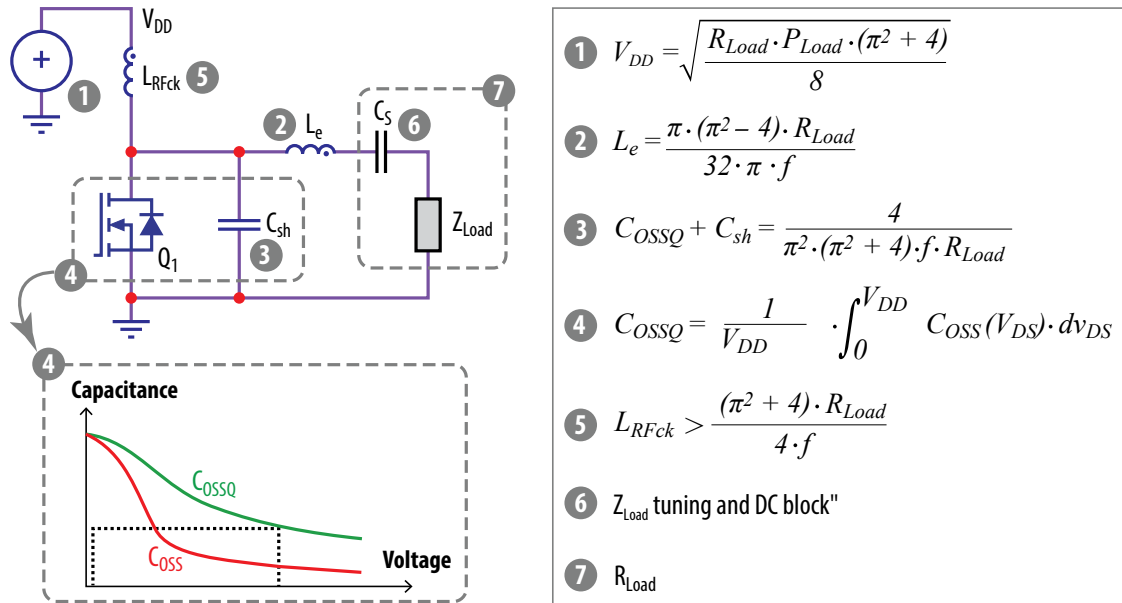 V_DD
L_RFck 5
1
7
2 L_e
C_S
6
Q_1
C_sh
3
Z_Load
4
4
Capacitance
C_OSSQ
C_OSS
Voltage
1 V_DD = √(R_Load · P_Load · (π² + 4) / 8)
2 L_e = π · (π² – 4) · R_Load / 32 · π · f
3 C_OSSQ + C_sh = 4 / π² · (π² + 4) · f · R_Load
4 C_OSSQ = 1 / V_DD · ∫_0^V_DD C_OSS (V_DS) · dv_DS
5 L_RFck > (π² + 4) · R_Load / 4 · f
6 Z_Load tuning and DC block"
7 R_Load